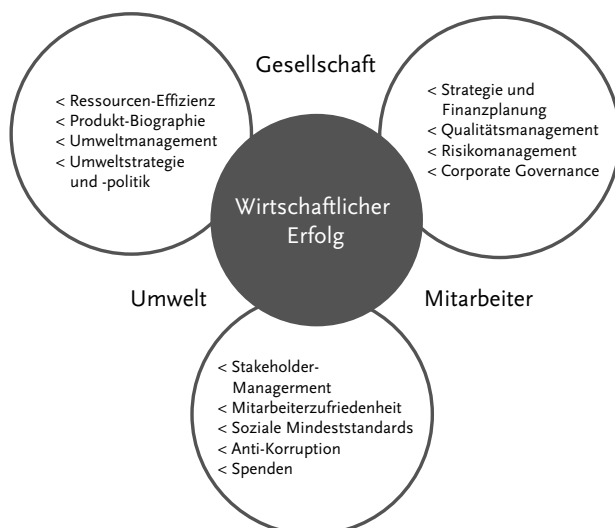 Gesellschaft
< Ressourcen-Effizienz
< Produkt-Biographie
< Umweltmanagement
< Umweltstrategie
und -politik
< Strategie und
Finanzplanung
< Qualitätsmanagement
< Risikomanagement
< Corporate Governance
Wirtschaftlicher
Erfolg
Umwelt
Mitarbeiter
< Stakeholder-
Managerment
< Mitarbeiterzufriedenheit
< Soziale Mindeststandards
< Anti-Korruption
< Spenden